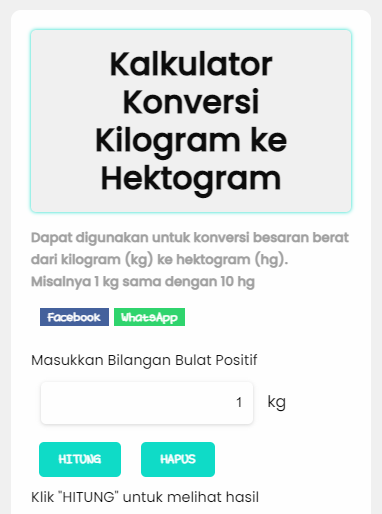 Kalkulator
Konversi
Kilogram ke
Hektogram
Dapat digunakan untuk konversi besaran berat
dari kilogram (kg) ke hektogram (hg).
Misalnya 1 kg sama dengan 10 hg
Facebook WhatsApp
Masukkan Bilangan Bulat Positif
1 kg
HITUNG HAPUS
Klik "HITUNG" untuk melihat hasil